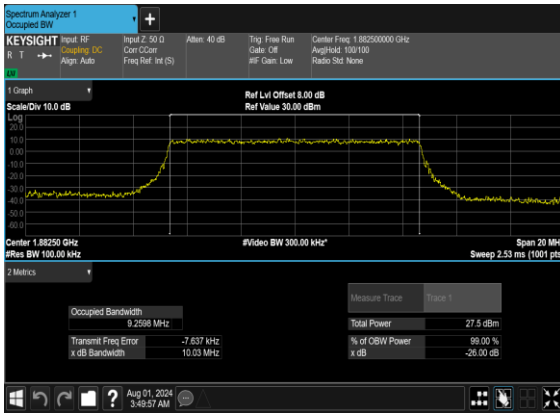 Spectrum Analyzer 1
Occupied BW
KEYSIGHT
R T
LW
Input: RF
Coupling: DC
Align: Auto
Input Z: 50 Ω
Corr CCorr
Freq Ref: Int (S)
Atten: 40 dB
Trig: Free Run
Gate: Off
#IF Gain: Low
Center Freq: 1.882500000 GHz
Avg|Hold: 100/100
Radio Std: None
1 Graph
Scale/Div 10.0 dB
Ref Lvl Offset 8.00 dB
Ref Value 30.00 dBm
Log
20.0
10.0
0.00
-10.0
-20.0
-30.0
-40.0
-50.0
-60.0
Center 1.88250 GHz
#Video BW 300.00 kHz*
Span 20 MH
#Res BW 100.00 kHz
Sweep 2.53 ms (1001 pts
2 Metrics
Measure Trace
Trace 1
Occupied Bandwidth
9.2598 MHz
Total Power
27.5 dBm
Transmit Freq Error
-7.637 kHz
% of OBW Power
99.00 %
x dB Bandwidth
10.03 MHz
x dB
-26.00 dB
Aug 01, 2024
3:49:57 AM